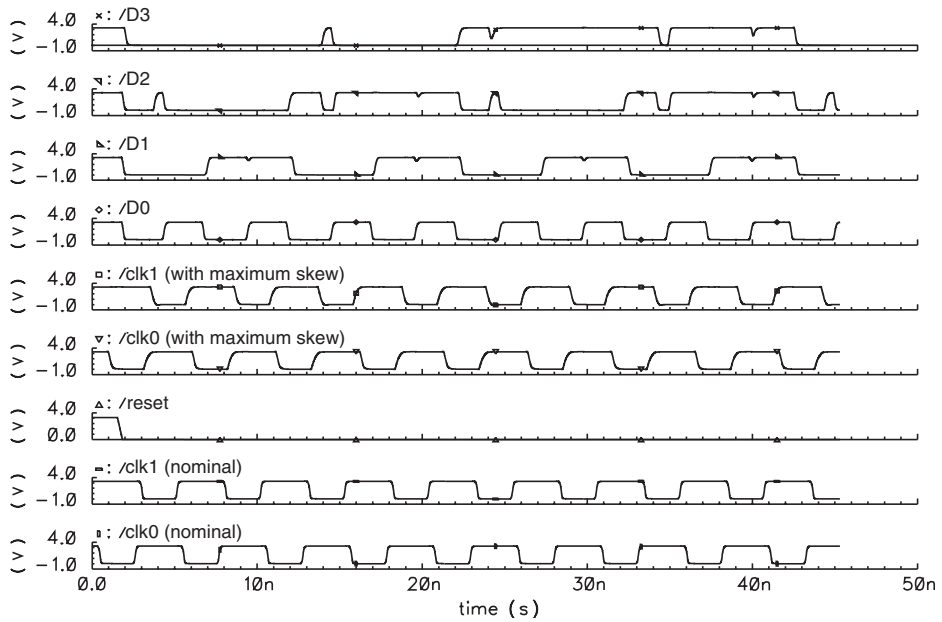 4.0 : /D3
(V) -1.0
4.0 : /D2
(V) -1.0
4.0 : /D1
(V) -1.0
4.0 : /D0
(V) -1.0
4.0 : /clk1 (with maximum skew)
(V) -1.0
4.0 : /clk0 (with maximum skew)
(V) -1.0
4.0 : /reset
(V) 0.0
4.0 : /clk1 (nominal)
(V) -1.0
4.0 : /clk0 (nominal)
(V) -1.0
0.0 10n 20n 30n 40n 50n
time (s)